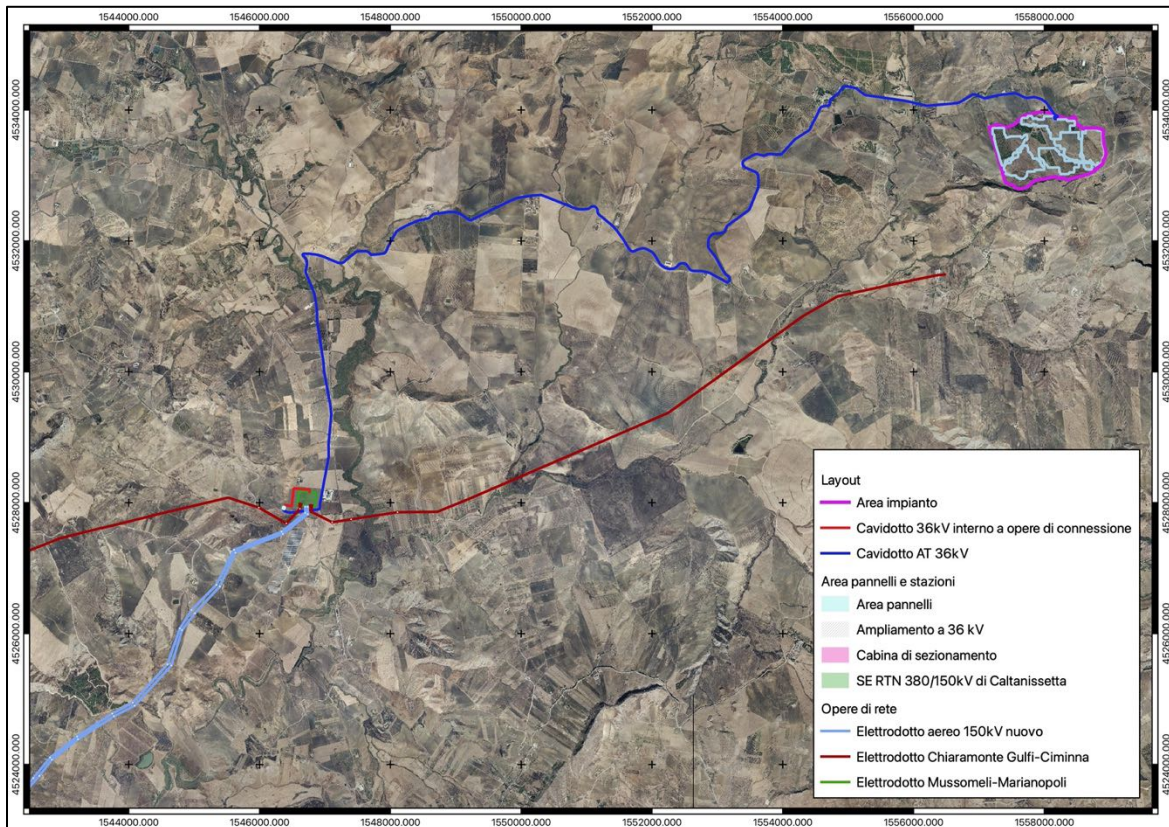 1544000.000 1546000.000 1548000.000 1550000.000 1552000.000 1554000.000 1556000.000 1558000.000
4534000.000 4534000.000
4532000.000 4532000.000
4530000.000 4530000.000
4528000.000 4528000.000
4526000.000 4526000.000
4524000.000 4524000.000
Layout
Area impianto
Cavidotto 36kV interno a opere di connessione
Cavidotto AT 36kV
Area pannelli e stazioni
Area pannelli
Ampliamento a 36 kV
Cabina di sezionamento
SE RTN 380/150kV di Caltanissetta
Opere di rete
Elettrodotto aereo 150kV nuovo
Elettrodotto Chiaramonte Gulfi-Ciminna
Elettrodotto Mussomeli-Marianopoli
1544000.000 1546000.000 1548000.000 1550000.000 1552000.000 1554000.000 1556000.000 1558000.000